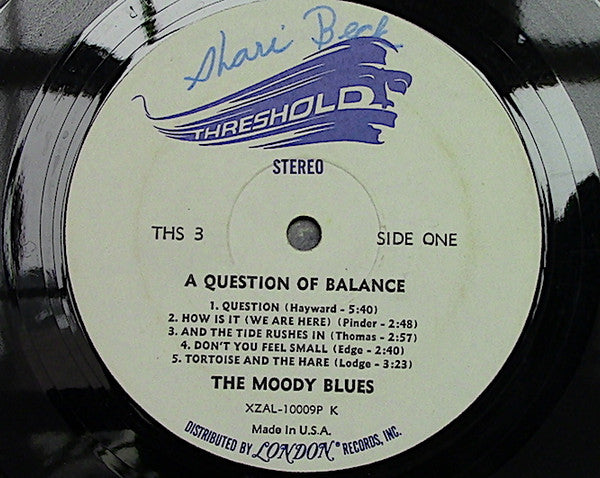 Shari Beck
THRESHOLD
STEREO
THS 3
SIDE ONE
A QUESTION OF BALANCE
1. QUESTION (Hayward - 5:40)
2. HOW IS IT (WE ARE HERE) (Pinder - 2:48)
3. AND THE TIDE RUSHES IN (Thomas - 2:57)
4. DON'T YOU FEEL SMALL (Edge - 2:40)
5. TORTOISE AND THE HARE (Lodge - 3:23)
THE MOODY BLUES
XZAL-10009P K
Made In U.S.A.
DISTRIBUTED BY LONDON® RECORDS, INC.